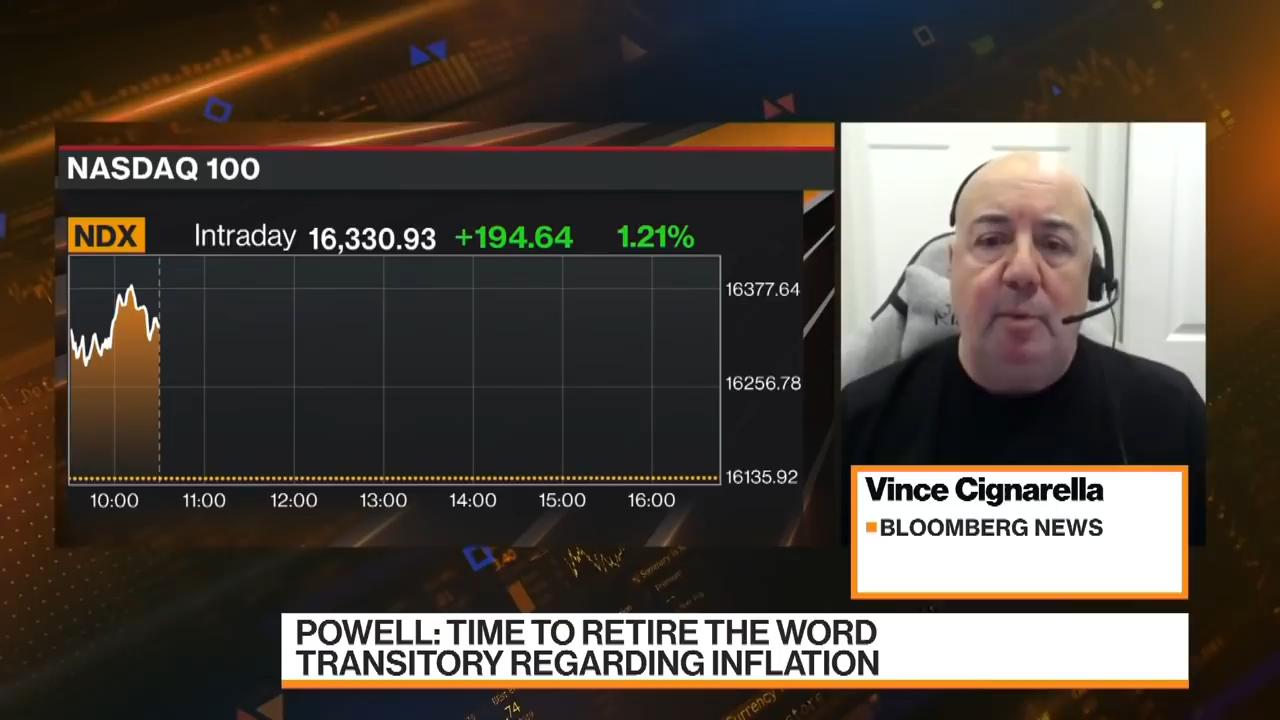 NASDAQ 100
NDX Intraday 16,330.93 +194.64 1.21%
16377.64
16256.78
16135.92
10:00 11:00 12:00 13:00 14:00 15:00 16:00
Vince Cignarella
BLOOMBERG NEWS
POWELL: TIME TO RETIRE THE WORD
TRANSITORY REGARDING INFLATION